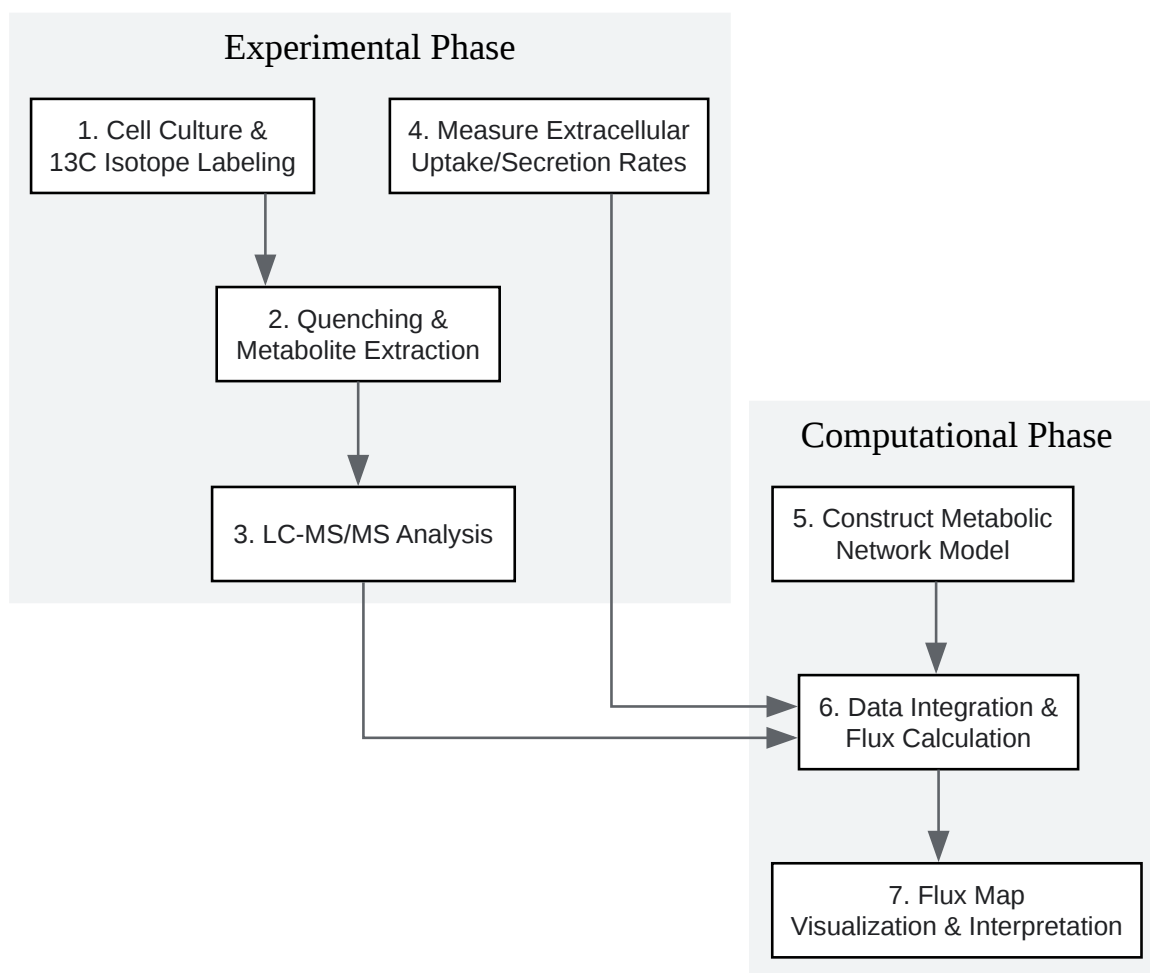 Experimental Phase
1. Cell Culture &
13C Isotope Labeling
4. Measure Extracellular
Uptake/Secretion Rates
2. Quenching &
Metabolite Extraction
3. LC-MS/MS Analysis
Computational Phase
5. Construct Metabolic
Network Model
6. Data Integration &
Flux Calculation
7. Flux Map
Visualization & Interpretation